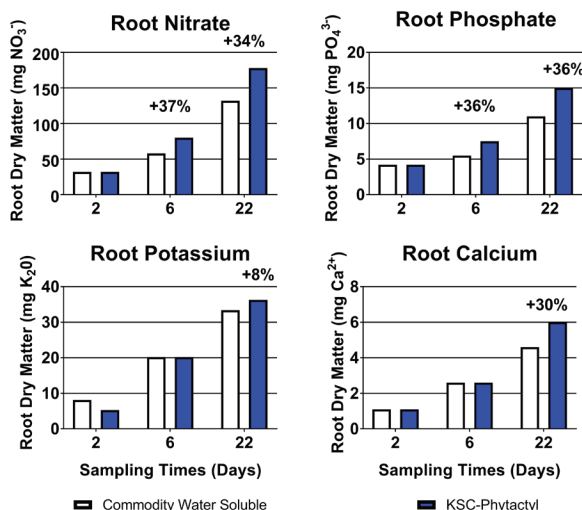 Root Nitrate
+34%
+37%
Root Dry Matter (mg NO₃⁻)
200
150
100
50
0
2 6 22
Root Phosphate
+36%
+36%
Root Dry Matter (mg PO₄³⁻)
20
15
10
5
0
2 6 22
Root Potassium
+8%
Root Dry Matter (mg K₂0)
40
30
20
10
0
2 6 22
Sampling Times (Days)
Root Calcium
+30%
Root Dry Matter (mg Ca²⁺)
8
6
4
2
0
2 6 22
Sampling Times (Days)
Commodity Water Soluble
KSC-Phytactyl